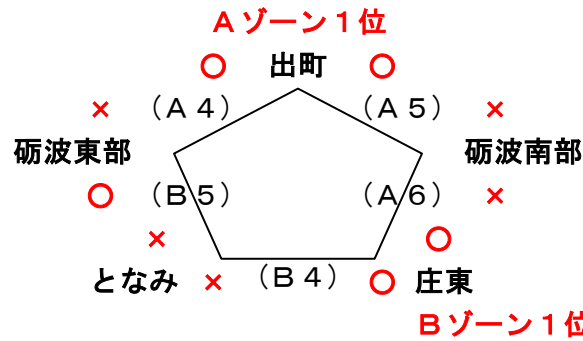 Aゾーン1位
○ 出町 ○
× (A4) (A5) ×
砺波東部 砺波南部
○ (B5) (A6) ×
× ○
となみ × (B4) ○ 庄東
Bゾーン1位